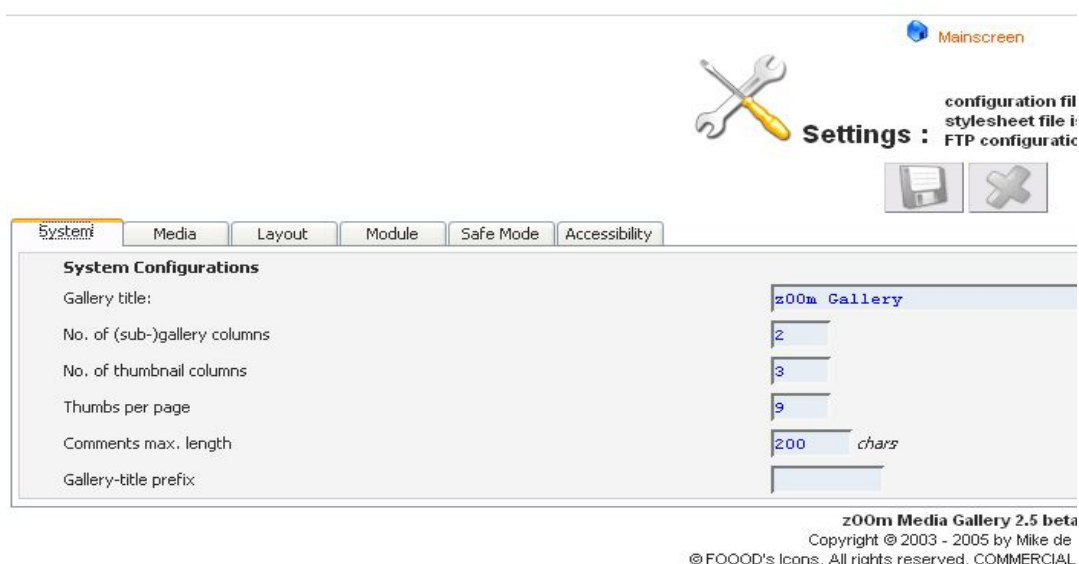 Mainscreen
configuration fil
stylesheet file i
Settings : FTP configuratio
System Media Layout Module Safe Mode Accessibility
System Configurations
Gallery title: zOOm Gallery
No. of (sub-)gallery columns 2
No. of thumbnail columns 3
Thumbs per page 9
Comments max. length 200 chars
Gallery-title prefix
zOOm Media Gallery 2.5 beta
Copyright © 2003 - 2005 by Mike de
© FOOOD's Icons. All rights reserved. COMMERCIAL